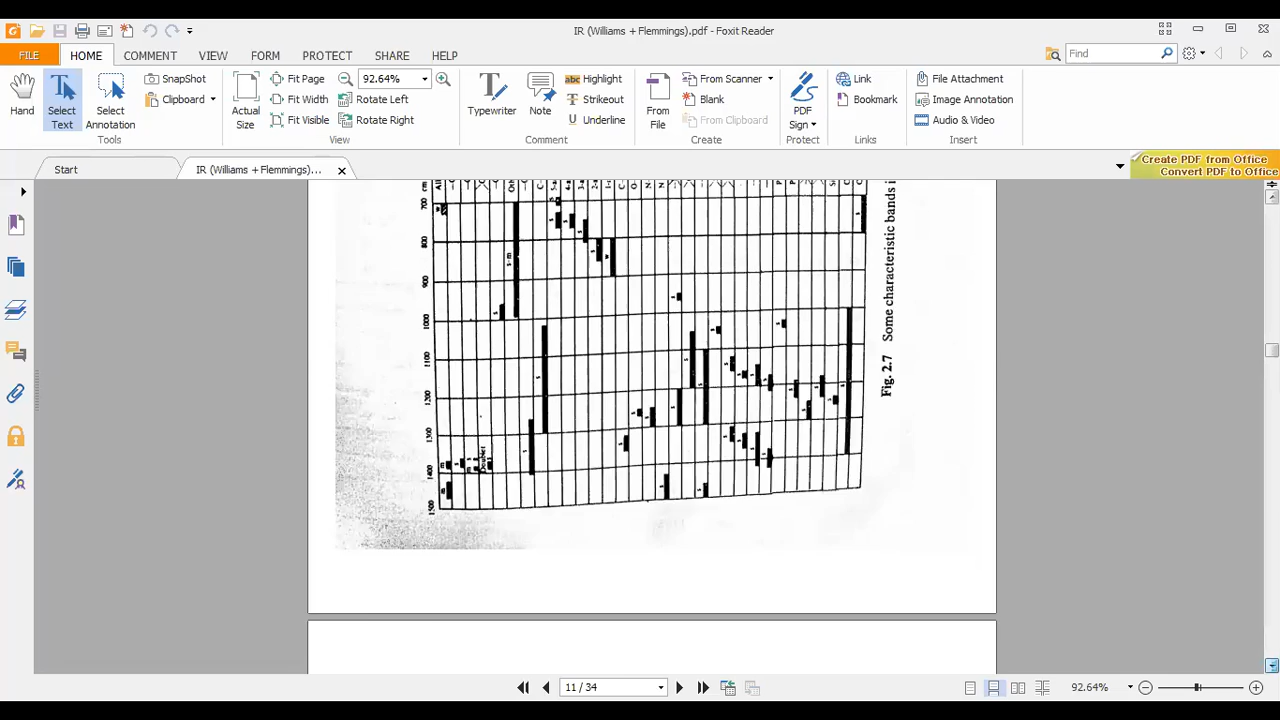 IR (Williams + Flemmings).pdf - Foxit Reader
FILE HOME COMMENT VIEW FORM PROTECT SHARE HELP
Find
Hand
Select Text
Select Annotation
SnapShot
Clipboard
Tools
Actual Size
Fit Page
Fit Width
Fit Visible
92.64%
Rotate Left
Rotate Right
View
Typewriter
Note
Highlight
Strikeout
Underline
Comment
From File
From Scanner
Blank
From Clipboard
Create
PDF Sign
Protect
Link
Bookmark
Links
File Attachment
Image Annotation
Audio & Video
Insert
Start
IR (Williams + Flemmings)...
Create PDF from Office
Convert PDF to Office
700
800
900
1000
1100
1200
1300
1400
1500
s-m
Doublet
Fig. 2.7 Some characteristic bands
11 / 34
92.64%